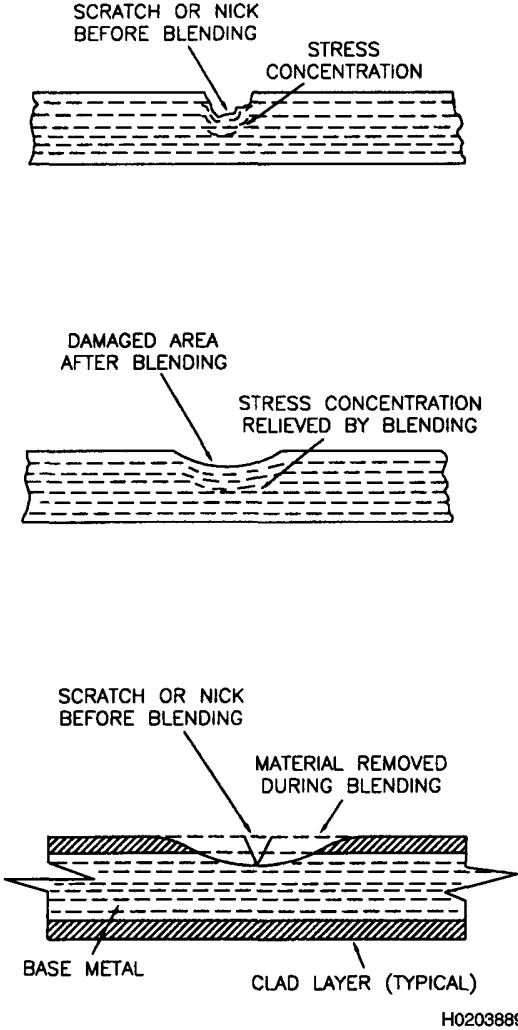 SCRATCH OR NICK
BEFORE BLENDING
STRESS
CONCENTRATION
DAMAGED AREA
AFTER BLENDING
STRESS CONCENTRATION
RELIEVED BY BLENDING
SCRATCH OR NICK
BEFORE BLENDING
MATERIAL REMOVED
DURING BLENDING
BASE METAL
CLAD LAYER (TYPICAL)
H0203889